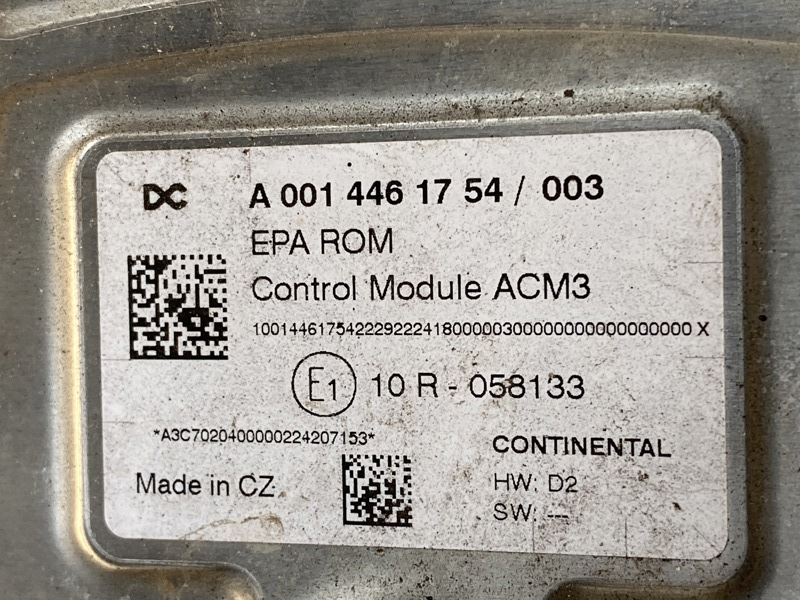 DC A 001 446 17 54 / 003
EPA ROM
Control Module ACM3
10014461754222922241800000300000000000000000 X
E1 10 R - 058133
*A3C7020400000224207153*
CONTINENTAL
Made in CZ
HW: D2
SW: ---